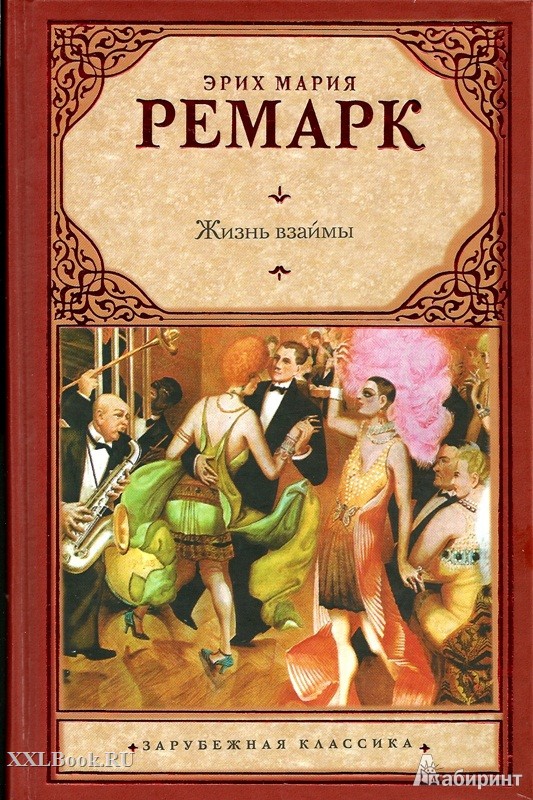 ЭРИХ МАРИЯ
РЕМАРК
Жизнь взаймы
ЗАРУБЕЖНАЯ КЛАССИКА
XXLBook.RU
Лабиринт